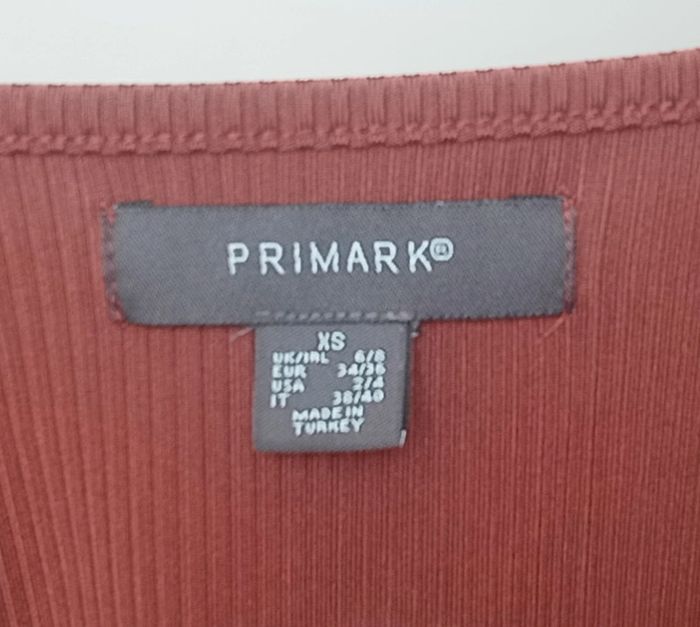 PRIMARK®
XS
UK/IRL 6/8
EUR 34/36
USA 2/4
IT 38/40
MADE IN
TURKEY